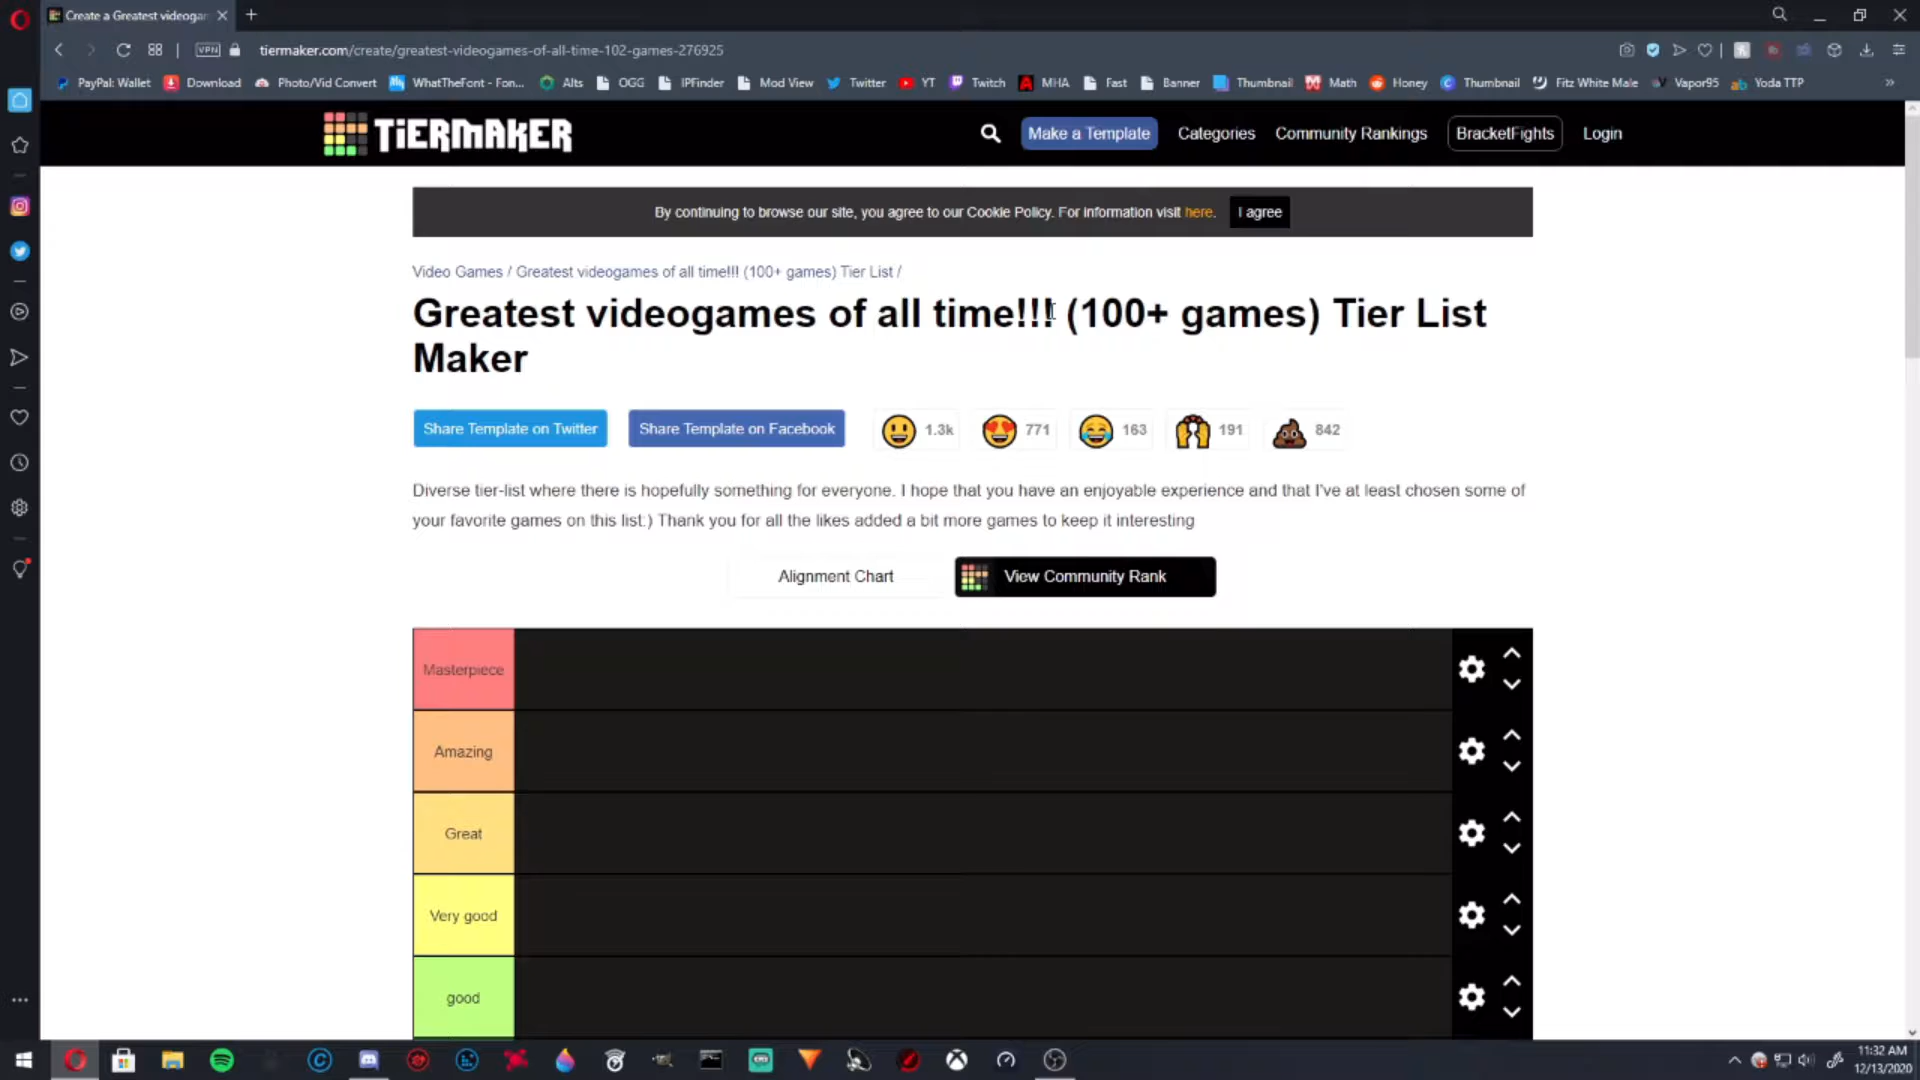 Create a Greatest videogar
VPN
tiermaker.com/create/greatest-videogames-of-all-time-102-games-276925
PayPal: Wallet Download Photo/Vid Convert WhatTheFont - Fon... Alts OGG IPFinder Mod View Twitter YT Twitch MHA Fast Banner Thumbnail Math Honey Thumbnail Fitz White Male Vapor95 Yoda TTP »
TiERMAKER Make a Template Categories Community Rankings BracketFights Login
By continuing to browse our site, you agree to our Cookie Policy. For information visit here. I agree
Video Games / Greatest videogames of all time!!! (100+ games) Tier List /
Greatest videogames of all time!!! (100+ games) Tier List
Maker
Share Template on Twitter Share Template on Facebook 1.3k 771 163 191 842
Diverse tier-list where there is hopefully something for everyone. I hope that you have an enjoyable experience and that I've at least chosen some of
your favorite games on this list:) Thank you for all the likes added a bit more games to keep it interesting
Alignment Chart View Community Rank
Masterpiece
Amazing
Great
Very good
good
11:32 AM
12/13/2020